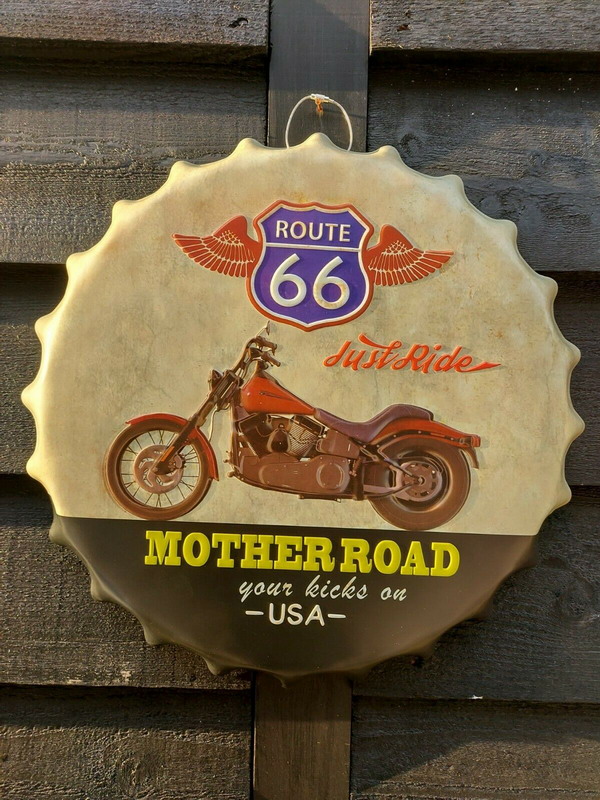 ROUTE
66
Just Ride
MOTHER ROAD
your kicks on
-USA-